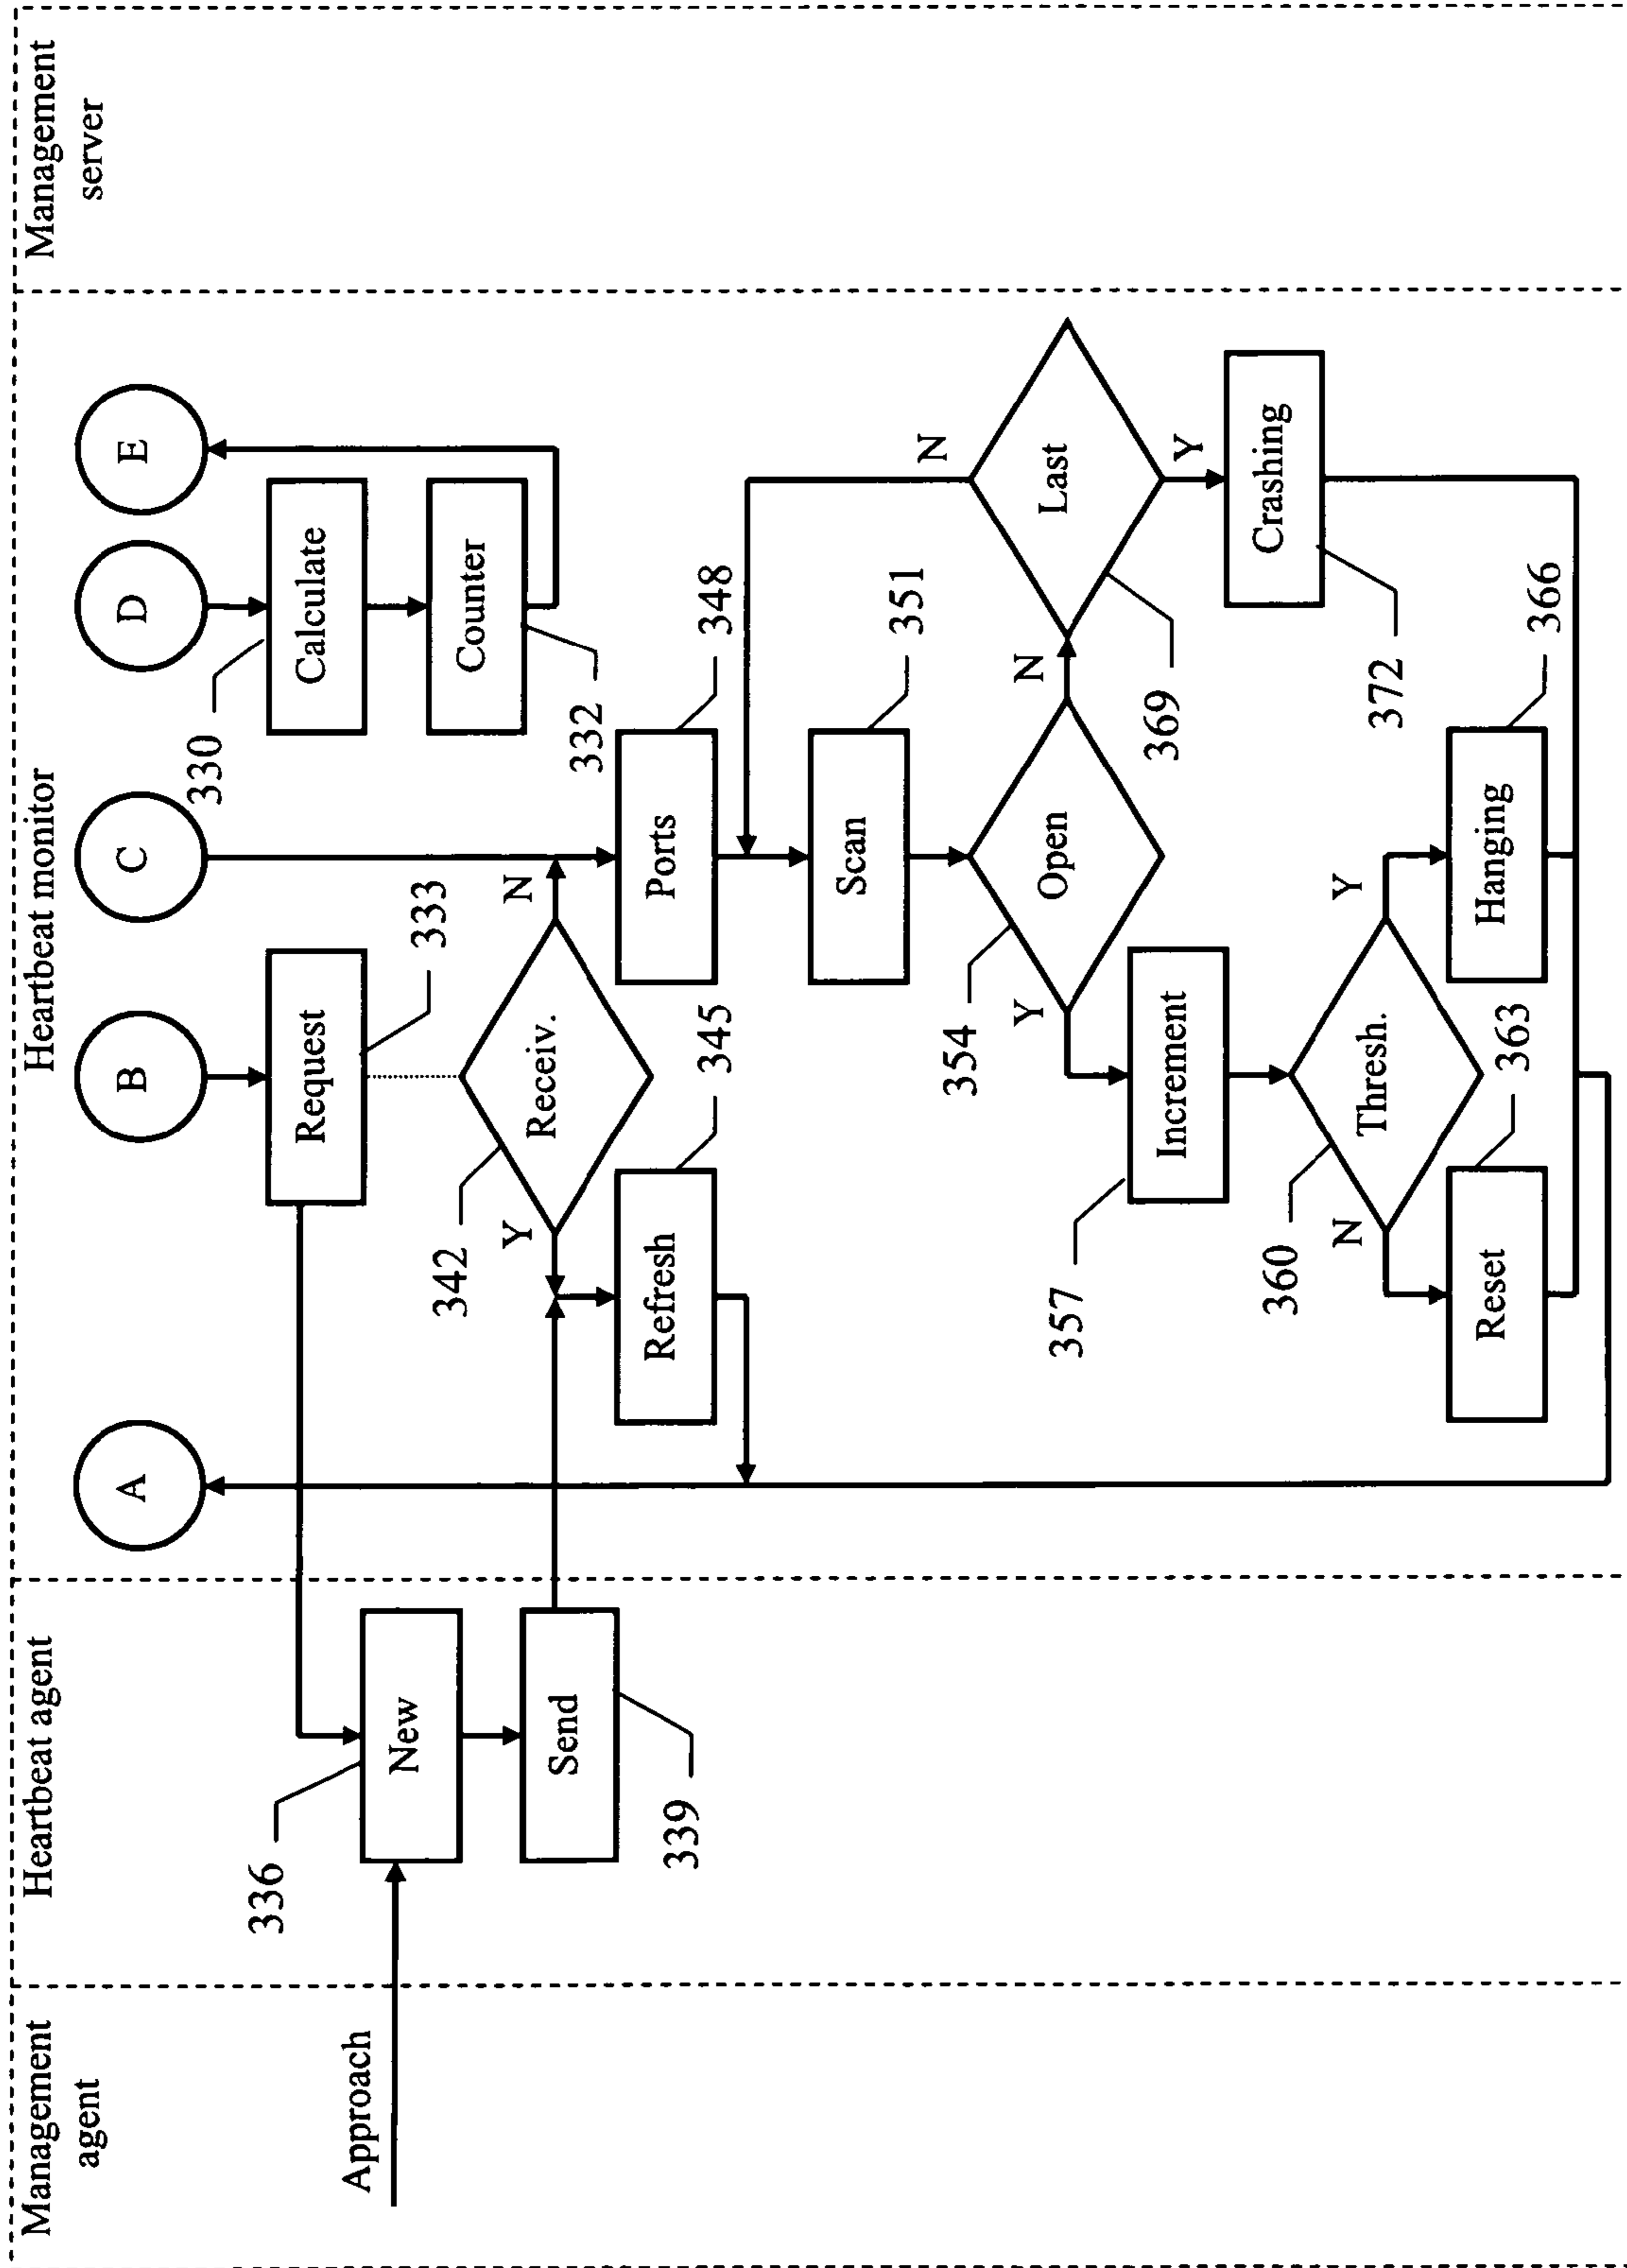 Management
agent
Heartbeat agent
Heartbeat monitor
Management
server
A
B
C
D
E
330
Calculate
Request
333
Approach
336
New
Counter
332
342
Receiv.
Y
N
Send
339
Refresh
345
Ports
348
Scan
351
354
Open
Y
N
Last
N
Y
369
357
Increment
Crashing
372
360
Thresh.
N
Y
Reset
363
Hanging
366